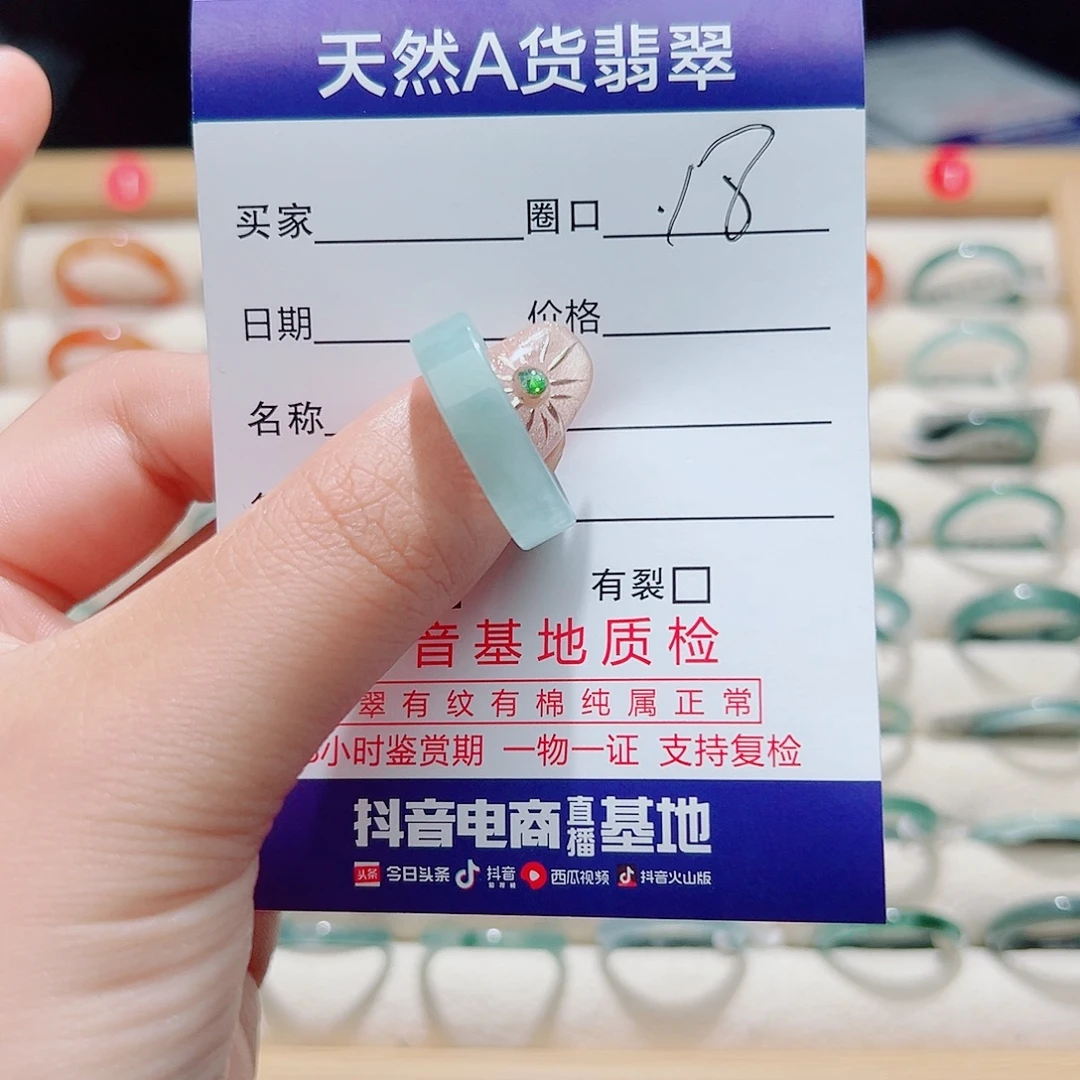 天然A货翡翠
买家 圈口 .18
日期 价格
名称
有裂
音基地质检
翠有纹有棉纯属正常
小时鉴赏期 一物一证 支持复检
抖音电商直播基地
头条 今日头条 抖音 西瓜视频 抖音火山版